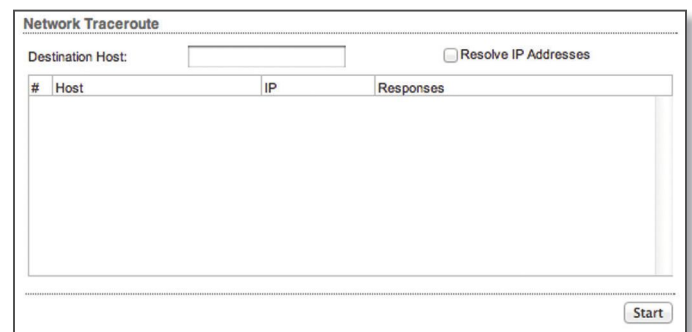 Network Traceroute
Destination Host: Resolve IP Addresses
# Host IP Responses
Start